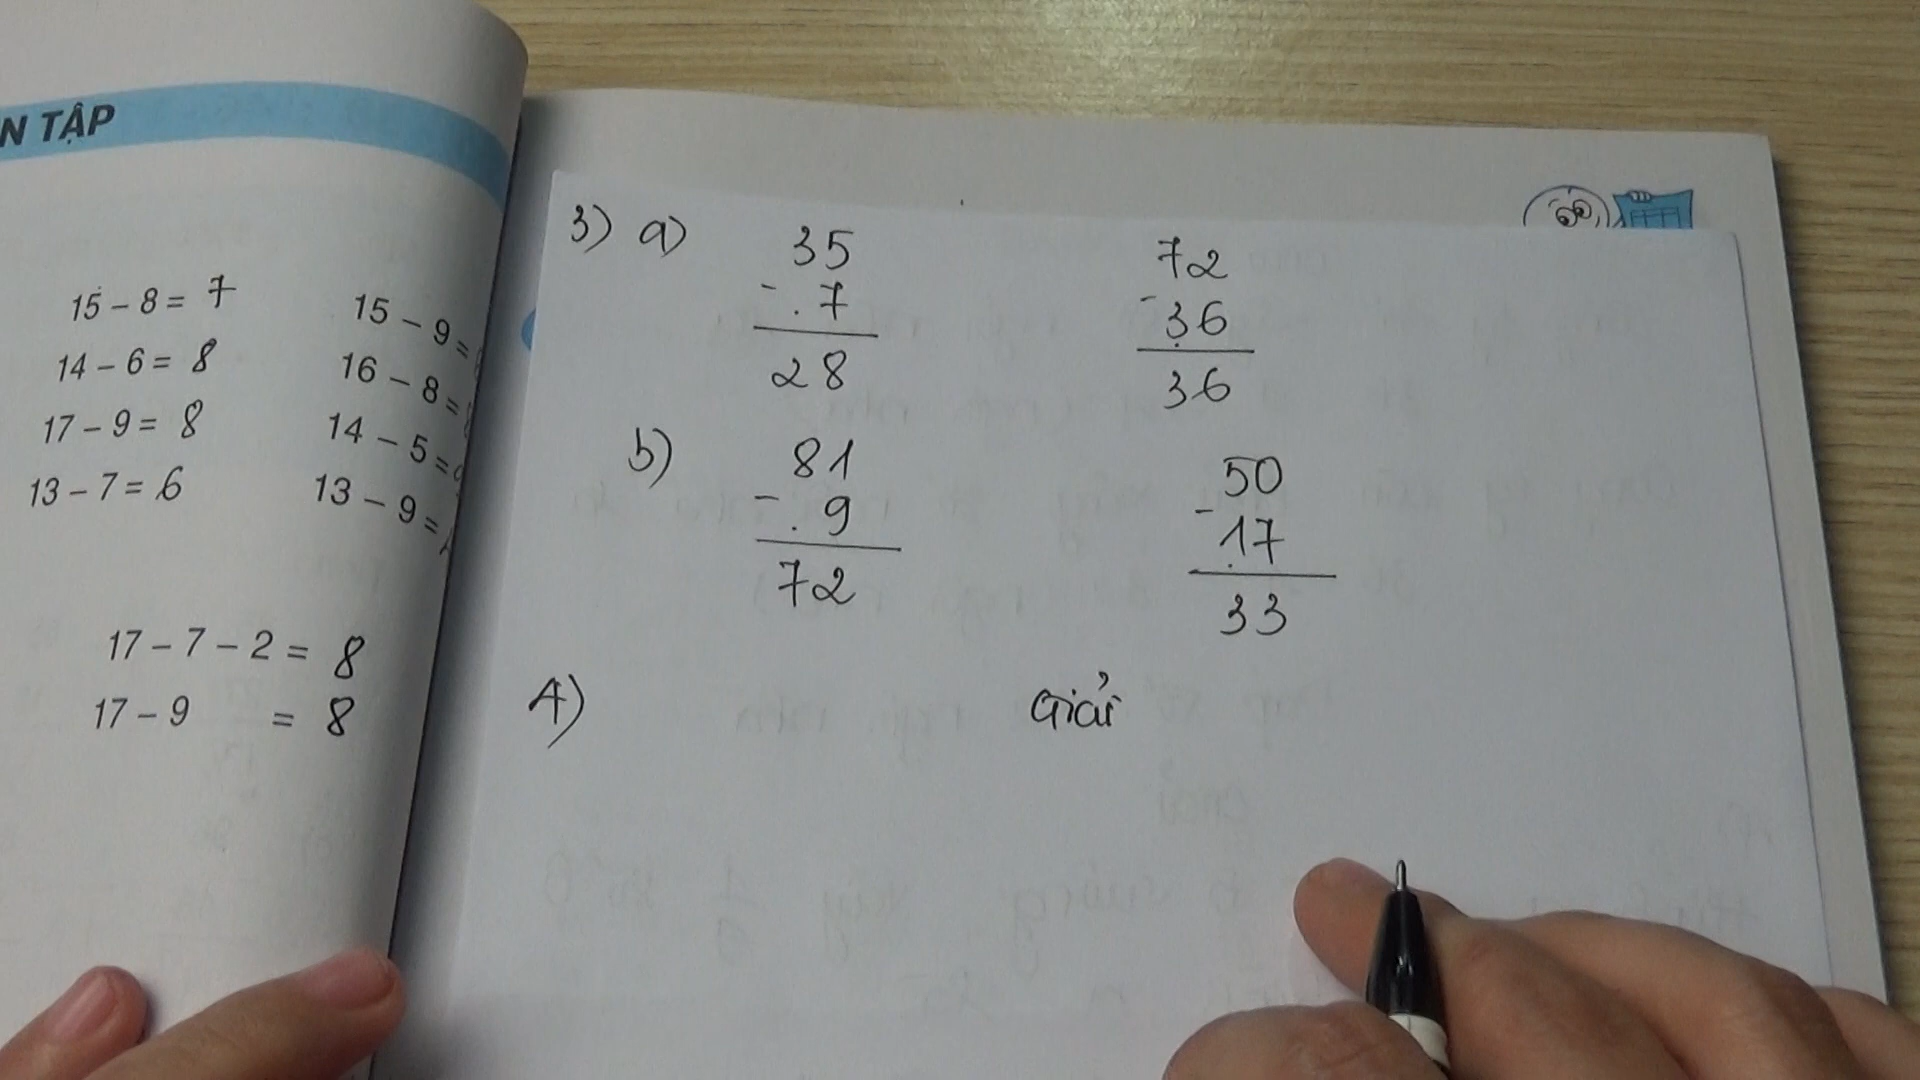 N TẬP
15 – 8 = 7
14 – 6 = 8
17 – 9 = 8
13 – 7 = 6
15 – 9 =
16 – 8 =
14 – 5 =
13 – 9 =
17 – 7 – 2 = 8
17 – 9 = 8
3) a)
35
- . 7
28
72
- 36
36
b)
81
- . 9
72
50
- 17
33
4)
Giải